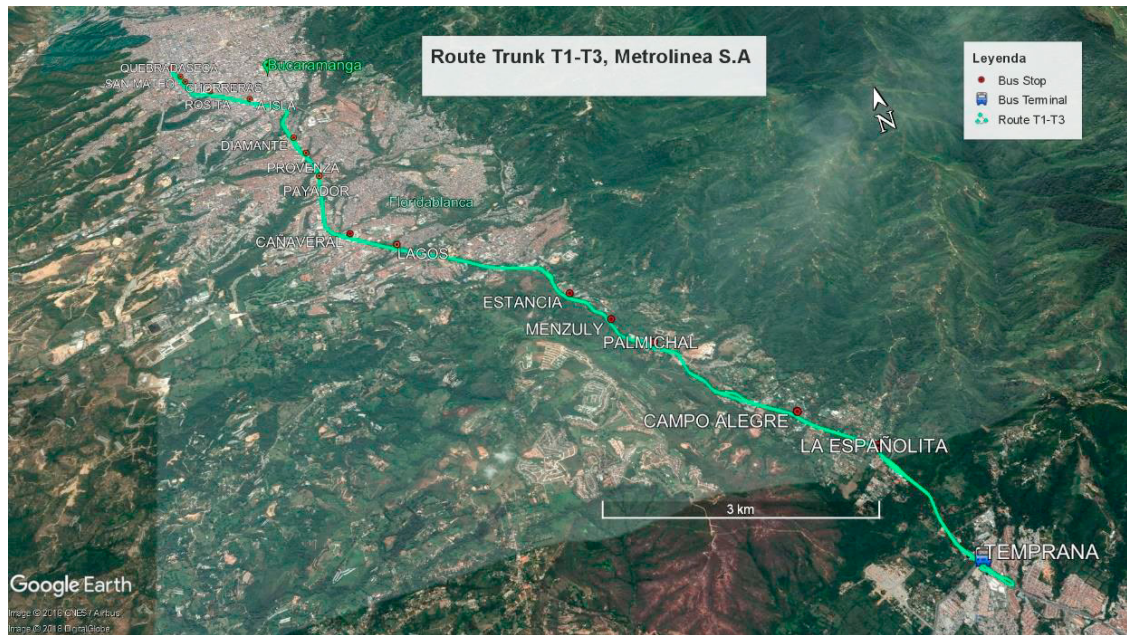 Route Trunk T1-T3, Metrolinea S.A
Leyenda
Bus Stop
Bus Terminal
Route T1-T3
N
Bucaramanga
QUEBRADASECA
SAN MATEO
CHORRERAS
ROSITA
LA ISLA
DIAMANTE
PROVENZA
PAYADOR
Floridablanca
CAÑAVERAL
LAGOS
ESTANCIA
MENZULY
PALMICHAL
CAMPO ALEGRE
LA ESPAÑOLITA
3 km
TEMPRANA
Google Earth
Image © 2018 CNES / Airbus
Image © 2018 DigitalGlobe